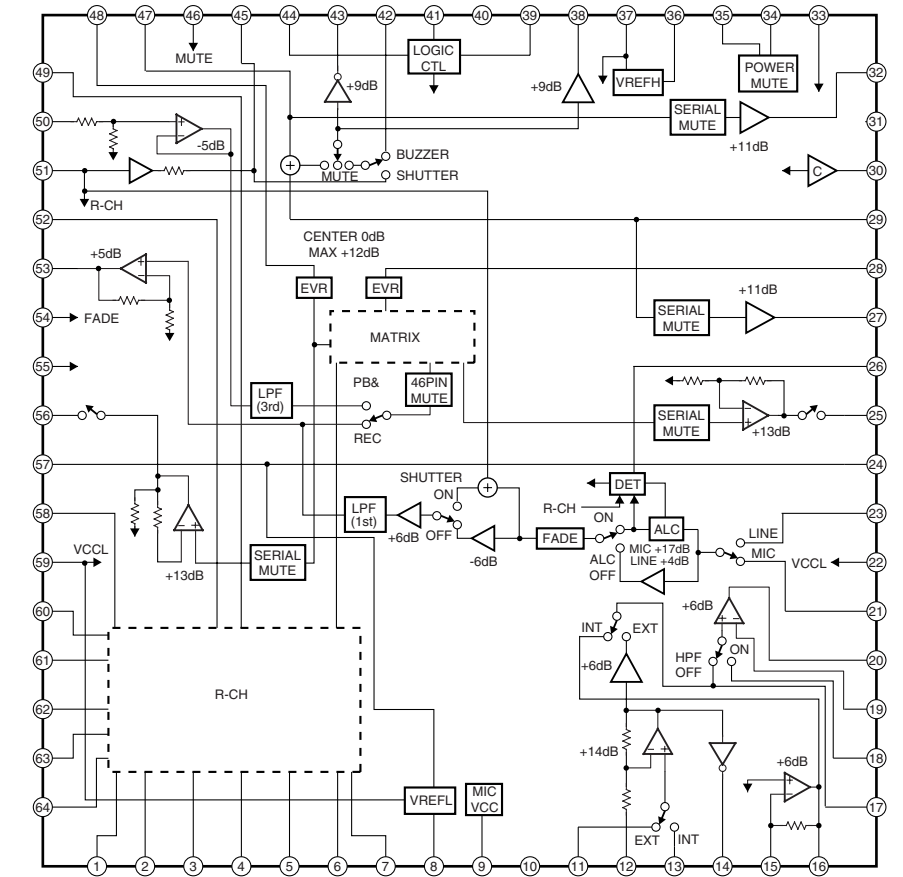 48 47 46 45 44 43 42 41 40 39 38 37 36 35 34 33
MUTE
LOGIC
CTL
+9dB
+9dB
VREFH
POWER
MUTE
49
32
50
-5dB
SERIAL
MUTE
+11dB
31
51
BUZZER
MUTE
SHUTTER
C
30
R-CH
52
29
CENTER 0dB
MAX +12dB
53
+5dB
EVR
EVR
28
54
FADE
MATRIX
SERIAL
MUTE
+11dB
27
55
26
LPF
(3rd)
PB&
46PIN
MUTE
56
REC
SERIAL
MUTE
+13dB
25
57
24
SHUTTER
ON
DET
R-CH
58
LPF
(1st)
+6dB
OFF
-6dB
FADE
ON
ALC
LINE
23
MIC +17dB
LINE +4dB
MIC
59
VCCL
+13dB
SERIAL
MUTE
ALC
OFF
VCCL
22
60
+6dB
21
INT
EXT
61
+6dB
HPF
OFF
ON
20
R-CH
62
19
+14dB
63
+6dB
18
64
VREFL
MIC
VCC
17
EXT
INT
1 2 3 4 5 6 7 8 9 10 11 12 13 14 15 16